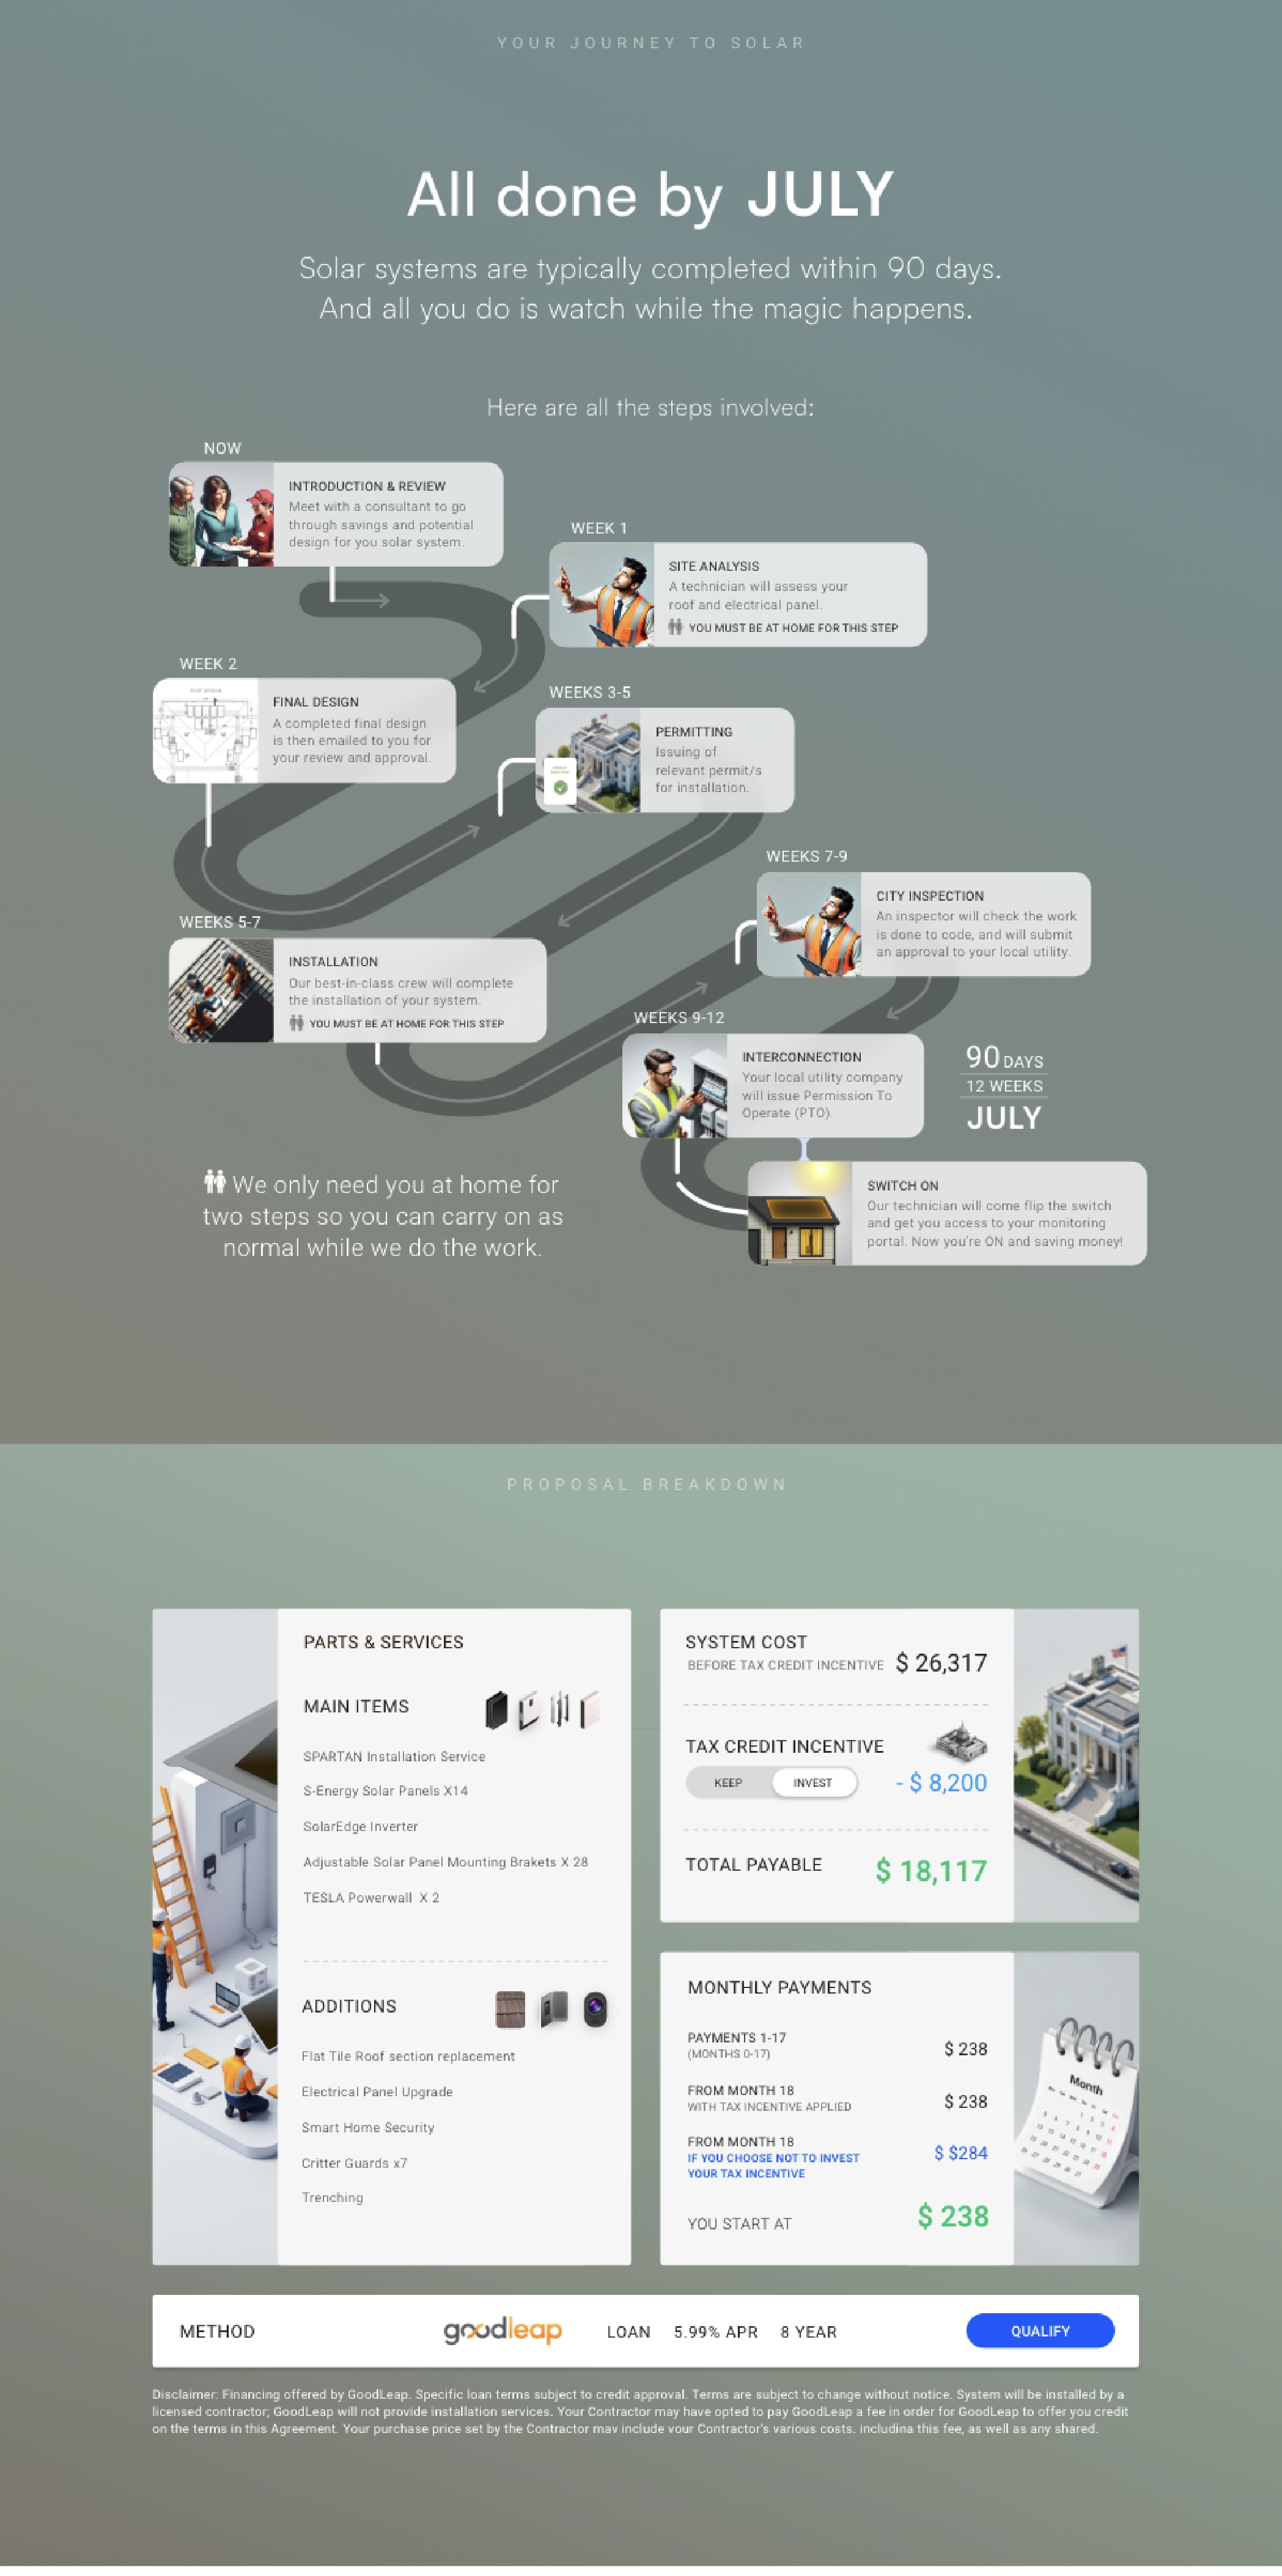 YOUR JOURNEY TO SOLAR
All done by JULY
Solar systems are typically completed within 90 days.
And all you do is watch while the magic happens.
Here are all the steps involved:
NOW
INTRODUCTION & REVIEW
Meet with a consultant to go
through savings and potential
design for you solar system.
WEEK 1
SITE ANALYSIS
A technician will assess your
roof and electrical panel.
YOU MUST BE AT HOME FOR THIS STEP
WEEK 2
FINAL DESIGN
A completed final design
is then emailed to you for
your review and approval.
WEEKS 3-5
PERMITTING
Issuing of
relevant permit/s
for installation.
WEEKS 5-7
INSTALLATION
Our best-in-class crew will complete
the installation of your system.
YOU MUST BE AT HOME FOR THIS STEP
WEEKS 7-9
CITY INSPECTION
An inspector will check the work
is done to code, and will submit
an approval to your local utility.
WEEKS 9-12
INTERCONNECTION
Your local utility company
will issue Permission To
Operate (PTO).
90 DAYS
12 WEEKS
JULY
SWITCH ON
Our technician will come flip the switch
and get you access to your monitoring
portal. Now you're ON and saving money!
We only need you at home for
two steps so you can carry on as
normal while we do the work.
PROPOSAL BREAKDOWN
PARTS & SERVICES
MAIN ITEMS
SPARTAN Installation Service
S-Energy Solar Panels X14
SolarEdge Inverter
Adjustable Solar Panel Mounting Brakets X 28
TESLA Powerwall X 2
ADDITIONS
Flat Tile Roof section replacement
Electrical Panel Upgrade
Smart Home Security
Critter Guards x7
Trenching
SYSTEM COST
BEFORE TAX CREDIT INCENTIVE $ 26,317
TAX CREDIT INCENTIVE
KEEP INVEST - $ 8,200
TOTAL PAYABLE $ 18,117
MONTHLY PAYMENTS
PAYMENTS 1-17
(MONTHS 0-17) $ 238
FROM MONTH 18
WITH TAX INCENTIVE APPLIED $ 238
FROM MONTH 18
IF YOU CHOOSE NOT TO INVEST
YOUR TAX INCENTIVE
$ $284
YOU START AT $ 238
Month
METHOD goodleap LOAN 5.99% APR 8 YEAR QUALIFY
Disclaimer: Financing offered by GoodLeap. Specific loan terms subject to credit approval. Terms are subject to change without notice. System will be installed by a
licensed contractor; GoodLeap will not provide installation services. Your Contractor may have opted to pay GoodLeap a fee in order for GoodLeap to offer you credit
on the terms in this Agreement. Your purchase price set by the Contractor may include your Contractor's various costs, including this fee, as well as any shared.